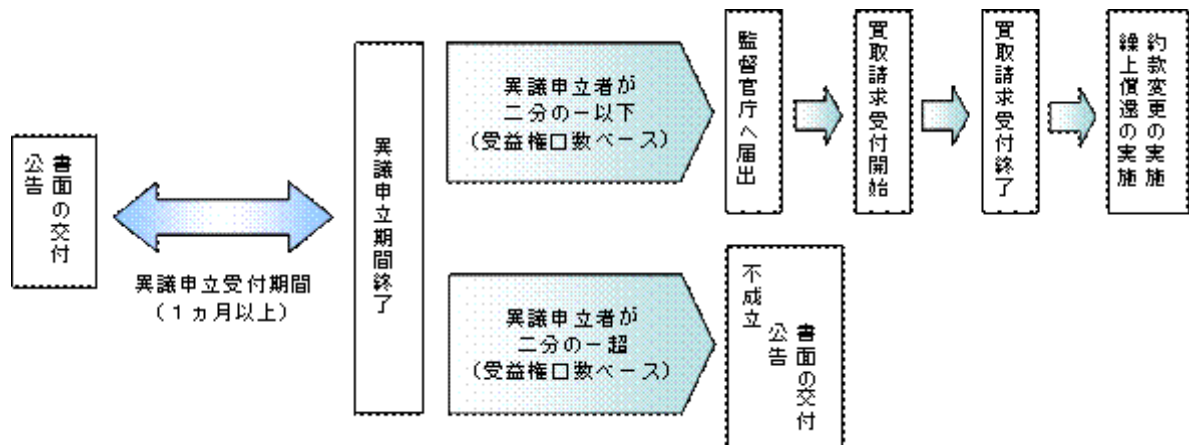 書面の交付
公告
異議申立受付期間
（１ヵ月以上）
異議申立期間終了
異議申立者が
二分の一以下
（受益権口数ベース）
監督官庁へ届出
買取請求受付開始
買取請求受付終了
約款変更の実施
繰上償還の実施
異議申立者が
二分の一超
（受益権口数ベース）
不成立
書面の交付
公告